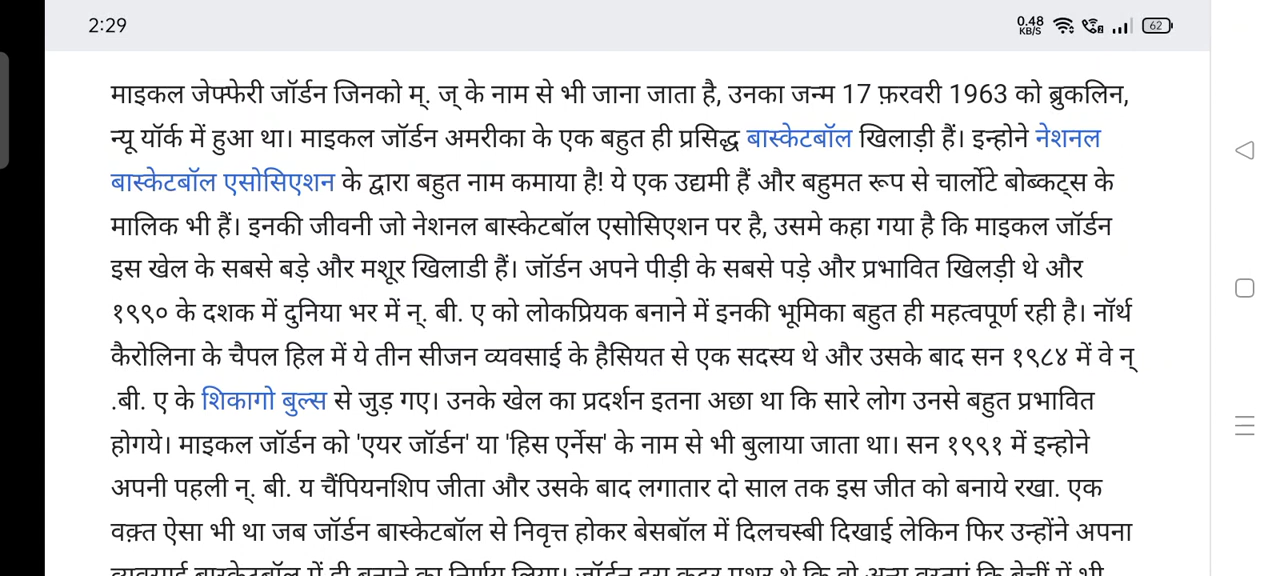 2:29
0.48
KB/S
62
माइकल जेफ्फेरी जॉर्डन जिनको म्. ज् के नाम से भी जाना जाता है, उनका जन्म 17 फ़रवरी 1963 को ब्रुकलिन,
न्यू यॉर्क में हुआ था। माइकल जॉर्डन अमरीका के एक बहुत ही प्रसिद्ध बास्केटबॉल खिलाड़ी हैं। इन्होने नेशनल
बास्केटबॉल एसोसिएशन के द्वारा बहुत नाम कमाया है! ये एक उद्यमी हैं और बहुमत रूप से चार्लोटे बोब्कट्स के
मालिक भी हैं। इनकी जीवनी जो नेशनल बास्केटबॉल एसोसिएशन पर है, उसमे कहा गया है कि माइकल जॉर्डन
इस खेल के सबसे बड़े और मशूर खिलाडी हैं। जॉर्डन अपने पीड़ी के सबसे पड़े और प्रभावित खिलड़ी थे और
१९९० के दशक में दुनिया भर में न्. बी. ए को लोकप्रियक बनाने में इनकी भूमिका बहुत ही महत्वपूर्ण रही है। नॉर्थ
कैरोलिना के चैपल हिल में ये तीन सीजन व्यवसाई के हैसियत से एक सदस्य थे और उसके बाद सन १९८४ में वे न्
.बी. ए के शिकागो बुल्स से जुड़ गए। उनके खेल का प्रदर्शन इतना अछा था कि सारे लोग उनसे बहुत प्रभावित
होगये। माइकल जॉर्डन को 'एयर जॉर्डन' या 'हिस एर्नेस' के नाम से भी बुलाया जाता था। सन १९९१ में इन्होने
अपनी पहली न्. बी. य चैंपियनशिप जीता और उसके बाद लगातार दो साल तक इस जीत को बनाये रखा. एक
वक़्त ऐसा भी था जब जॉर्डन बास्केटबॉल से निवृत्त होकर बेसबॉल में दिलचस्बी दिखाई लेकिन फिर उन्होंने अपना